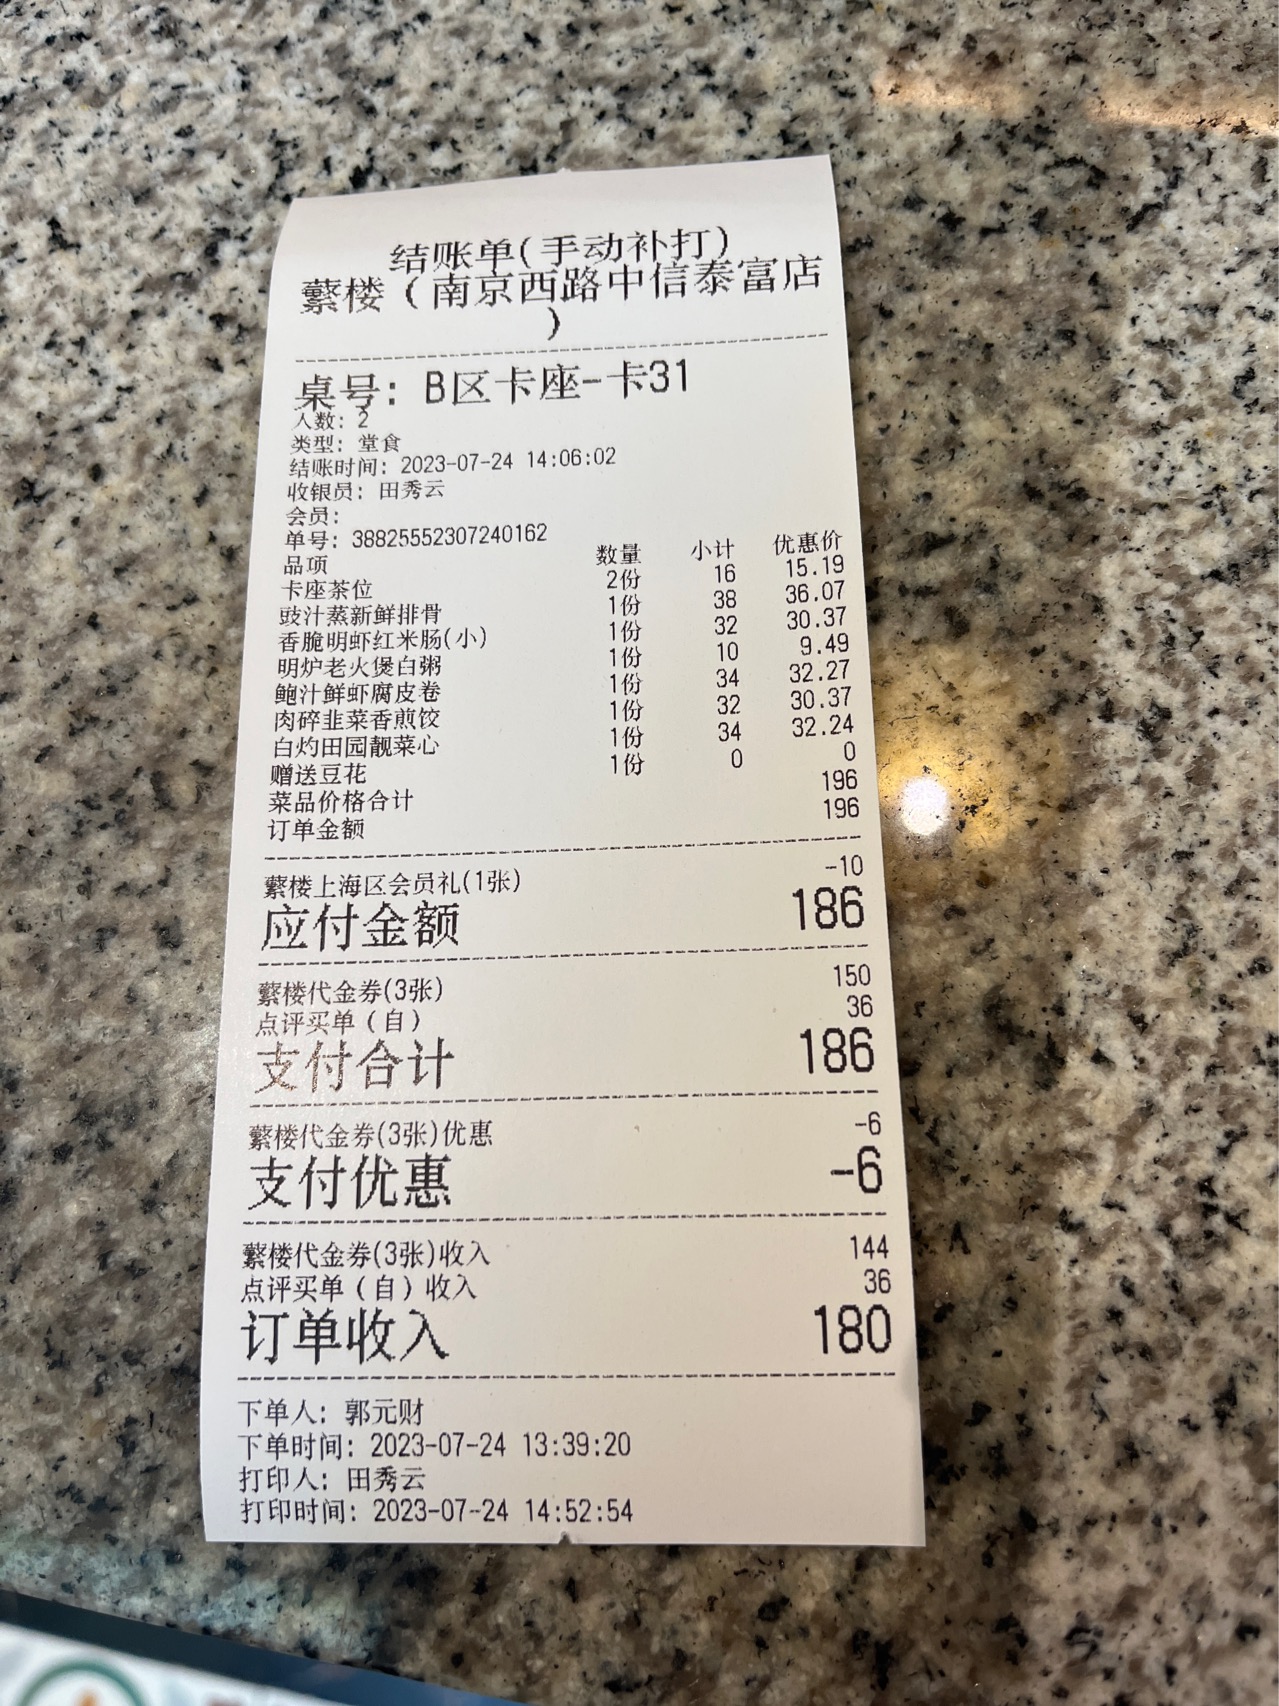 结账单(手动补打)
蘩楼（南京西路中信泰富店
）
桌号: B区卡座-卡31
人数: 2
类型: 堂食
结账时间: 2023-07-24 14:06:02
收银员: 田秀云
会员:
单号: 38825552307240162
品项 数量 小计 优惠价
卡座茶位 2份 16 15.19
豉汁蒸新鲜排骨 1份 38 36.07
香脆明虾红米肠(小) 1份 32 30.37
明炉老火煲白粥 1份 10 9.49
鲍汁鲜虾腐皮卷 1份 34 32.27
肉碎韭菜香煎饺 1份 32 30.37
白灼田园靓菜心 1份 34 32.24
赠送豆花 1份 0 0
菜品价格合计 196
订单金额 196
蘩楼上海区会员礼(1张) -10
应付金额 186
蘩楼代金券(3张) 150
点评买单（自） 36
支付合计 186
蘩楼代金券(3张)优惠 -6
支付优惠 -6
蘩楼代金券(3张)收入 144
点评买单（自）收入 36
订单收入 180
下单人: 郭元财
下单时间: 2023-07-24 13:39:20
打印人: 田秀云
打印时间: 2023-07-24 14:52:54